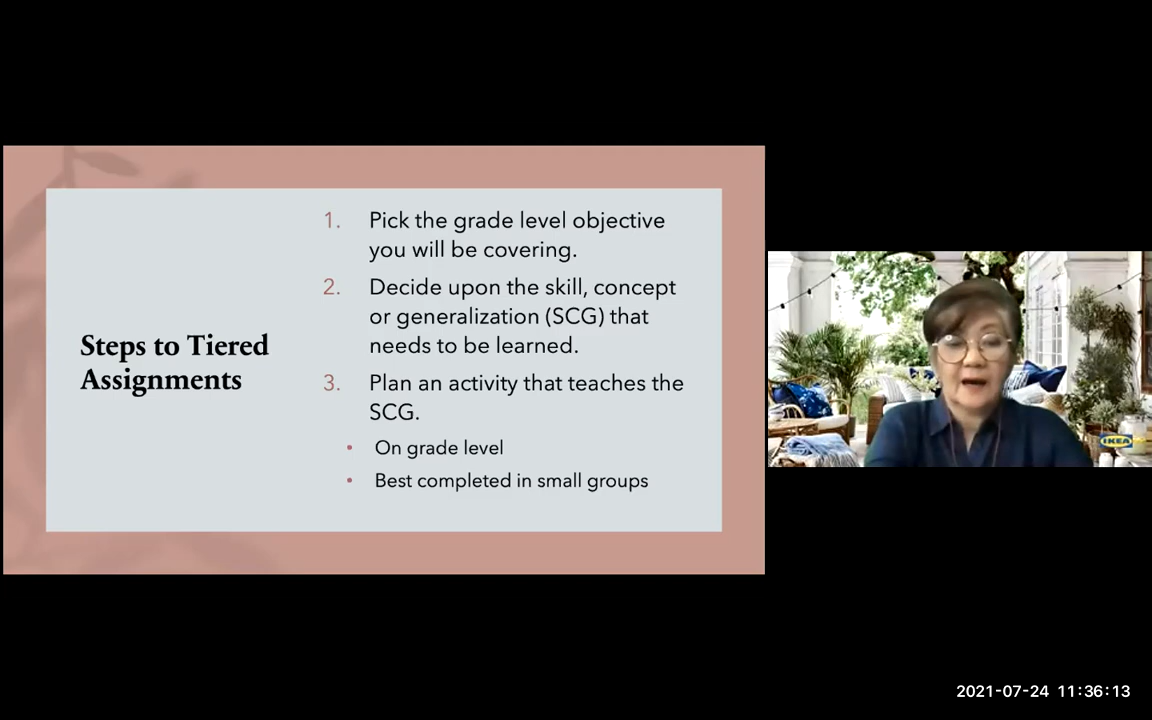 Steps to Tiered
Assignments
1. Pick the grade level objective
you will be covering.
2. Decide upon the skill, concept
or generalization (SCG) that
needs to be learned.
3. Plan an activity that teaches the
SCG.
• On grade level
• Best completed in small groups
IKEA
2021-07-24 11:36:13